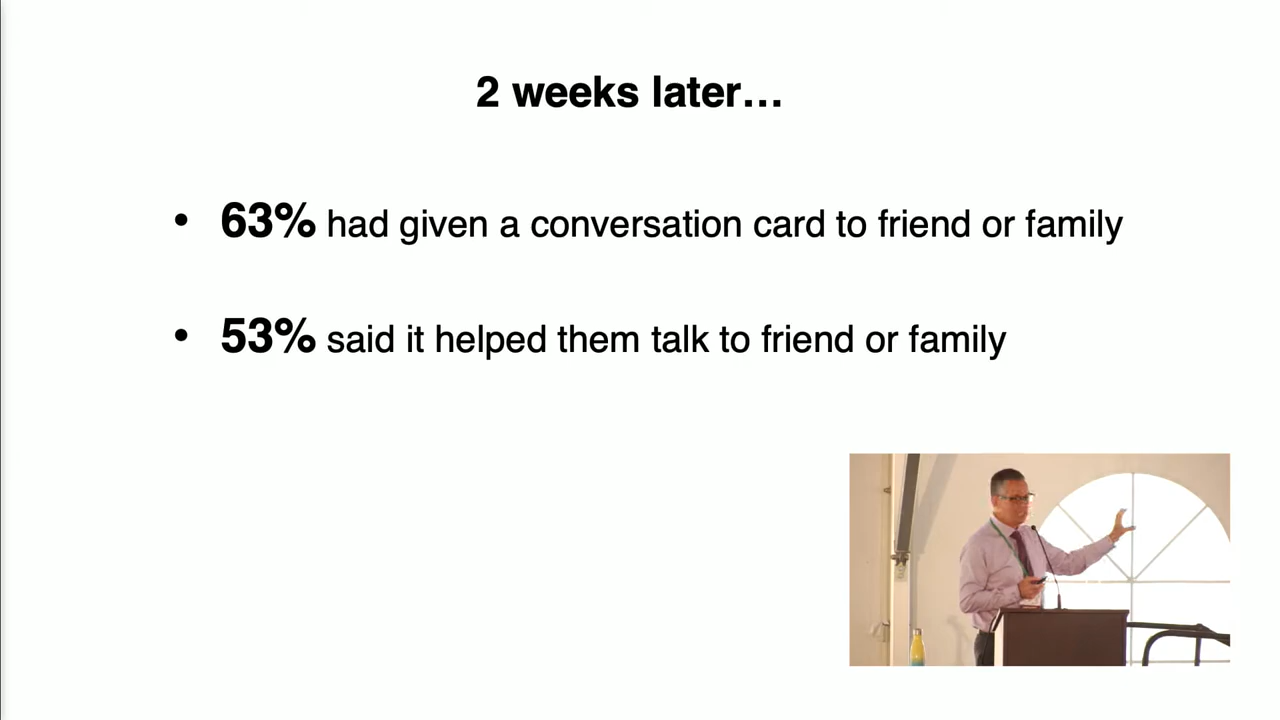 2 weeks later…
• 63% had given a conversation card to friend or family
• 53% said it helped them talk to friend or family